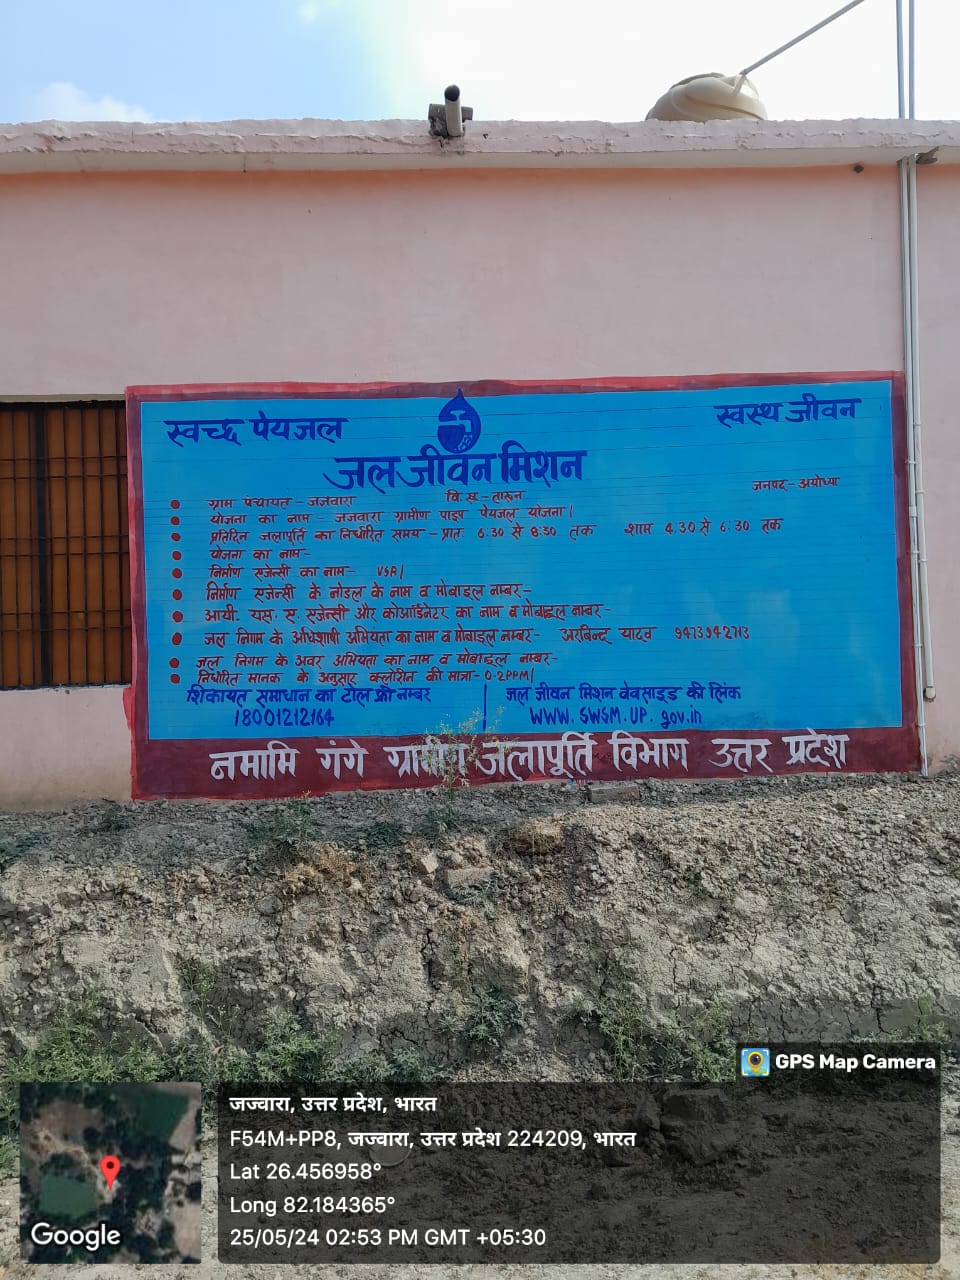 स्वच्छ पेयजल
स्वस्थ जीवन
जल जीवन मिशन
जनपद - अयोध्या
ग्राम पंचायत - जजवारा वि.ख. - तारून
योजना का नाम - जजवारा ग्रामीण पाइप पेयजल योजना।
प्रतिदिन जलापूर्ति का निर्धारित समय - प्रातः 6:30 से 8:30 तक शाम 4.30 से 6:30 तक
योजना का नाम -
निर्माण एजेन्सी का नाम - VSA।
निर्माण एजेन्सी के नोडल के नाम व मोबाइल नम्बर -
आयी. एस. ए. एजेन्सी और कोआर्डिनेटर का नाम व मोबाइल नम्बर -
जल निगम के अधिशाषी अभियंता का नाम व मोबाइल नम्बर - अरविन्द यादव 9473942713
जल निगम के अवर अभियंता का नाम व मोबाइल नम्बर -
निर्धारित मानक के अनुसार क्लोरीन की मात्रा - 0.2PPM।
शिकायत समाधान का टोल फ्री नम्बर
18001212164
जल जीवन मिशन वेबसाइड की लिंक
WWW.SWSM.UP.gov.in
नमामि गंगे ग्रामीण जलापूर्ति विभाग उत्तर प्रदेश
GPS Map Camera
जज्वारा, उत्तर प्रदेश, भारत
F54M+PP8, जज्वारा, उत्तर प्रदेश 224209, भारत
Lat 26.456958°
Long 82.184365°
25/05/24 02:53 PM GMT +05:30
Google